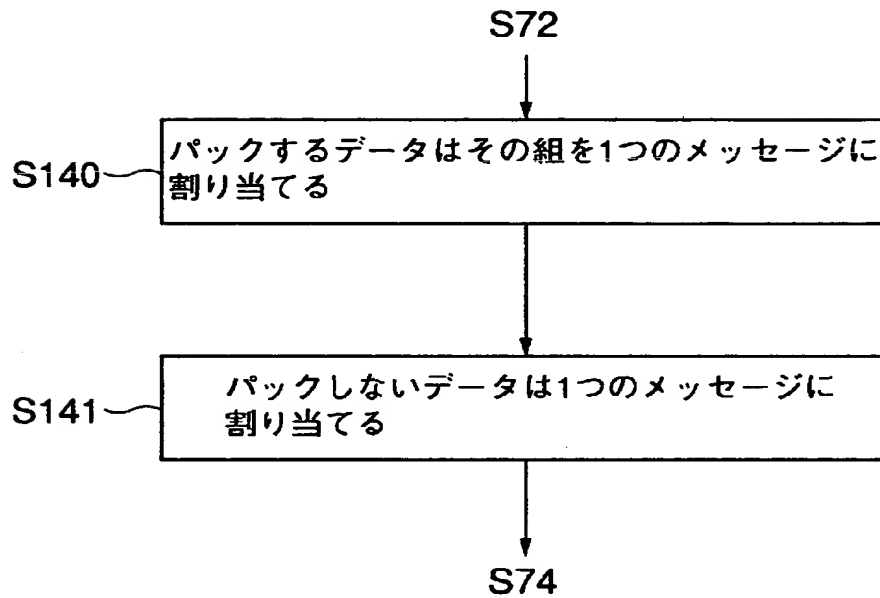 S72
S140
パックするデータはその組を1つのメッセージに
割り当てる
S141
パックしないデータは1つのメッセージに
割り当てる
S74